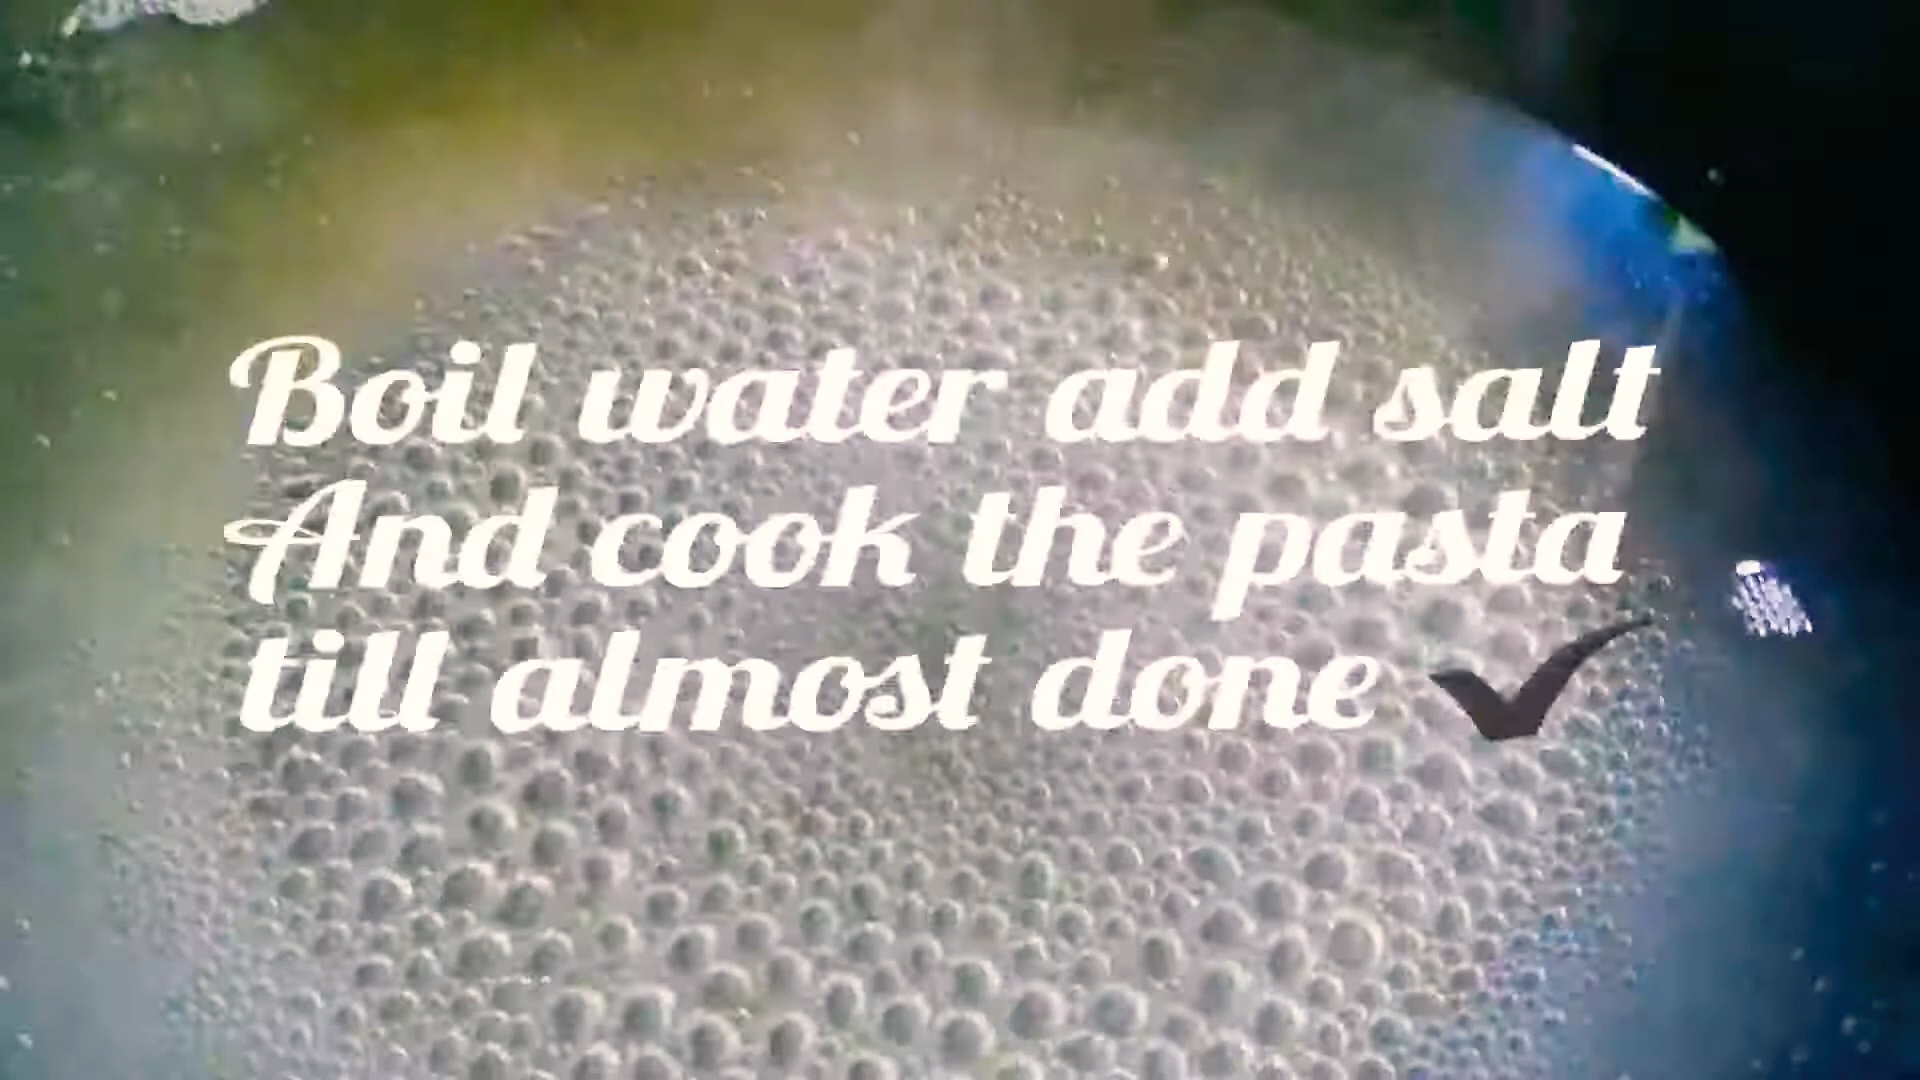 Boil water add salt
And cook the pasta
till almost done ✔